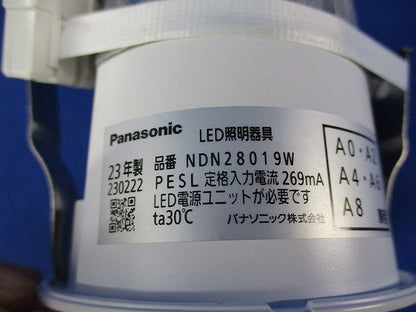 Panasonic LED照明器具
23年製 品番 NDN28019W
230222 PESL 定格入力電流 269mA
LED電源ユニットが必要です
ta30℃ パナソニック株式会社
A0・A2
A4・A6
A8